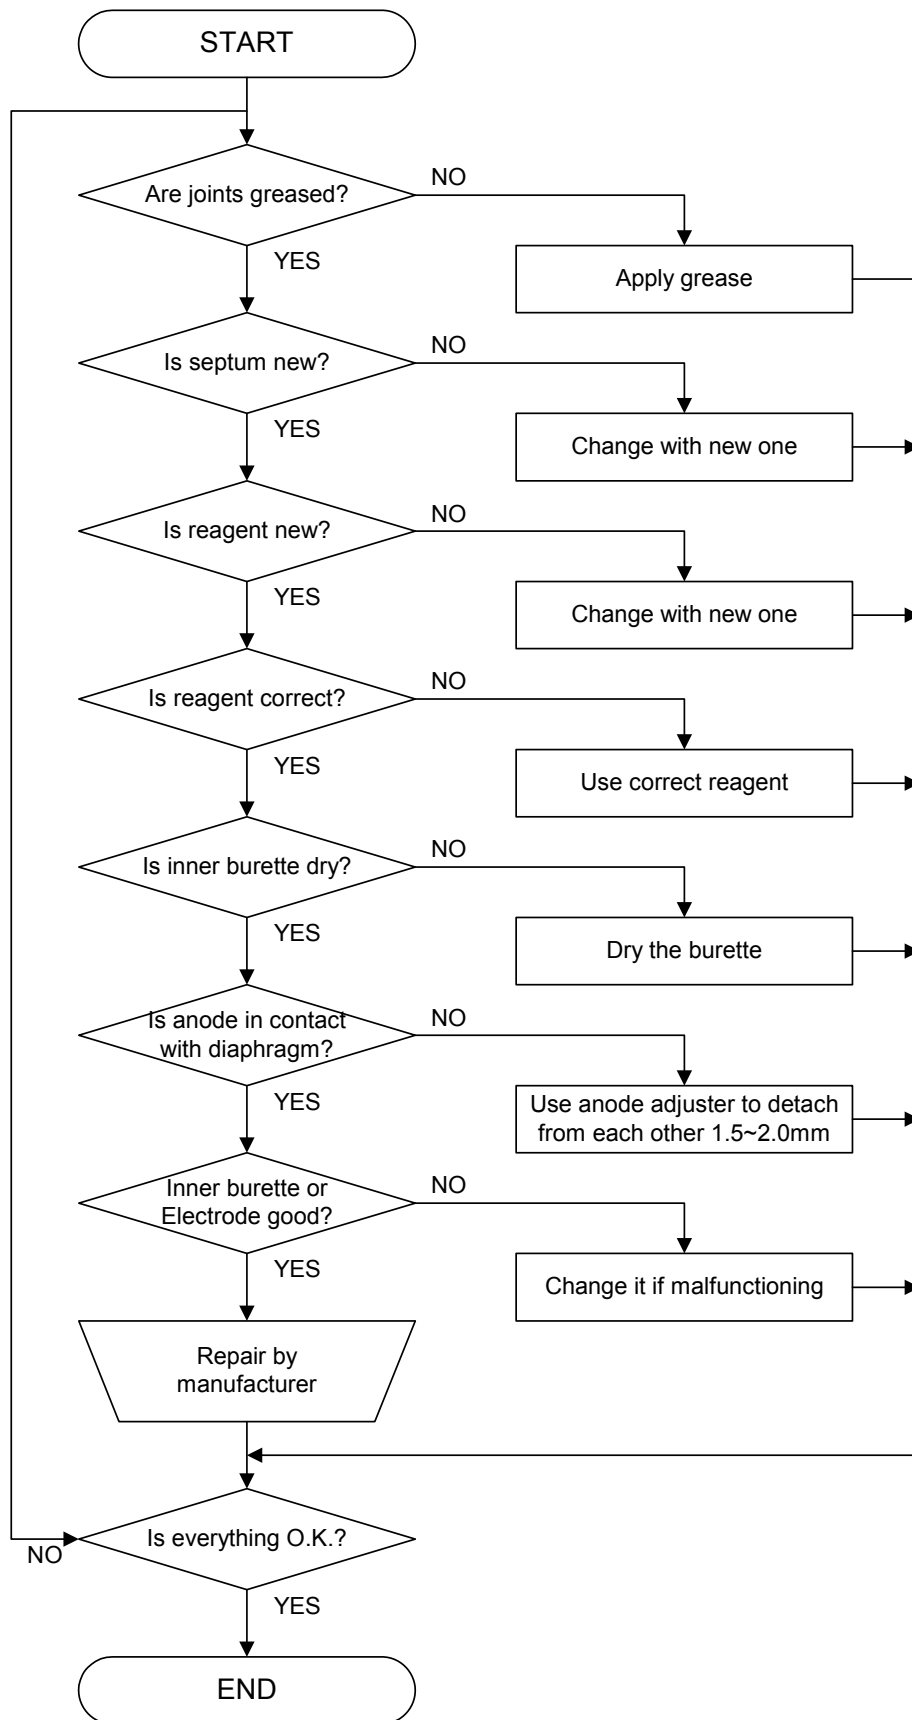 START
Are joints greased?
NO
YES
Apply grease
Is septum new?
NO
YES
Change with new one
Is reagent new?
NO
YES
Change with new one
Is reagent correct?
NO
YES
Use correct reagent
Is inner burette dry?
NO
YES
Dry the burette
Is anode in contact
with diaphragm?
NO
YES
Use anode adjuster to detach
from each other 1.5~2.0mm
Inner burette or
Electrode good?
NO
YES
Change it if malfunctioning
Repair by
manufacturer
Is everything O.K.?
NO
YES
END